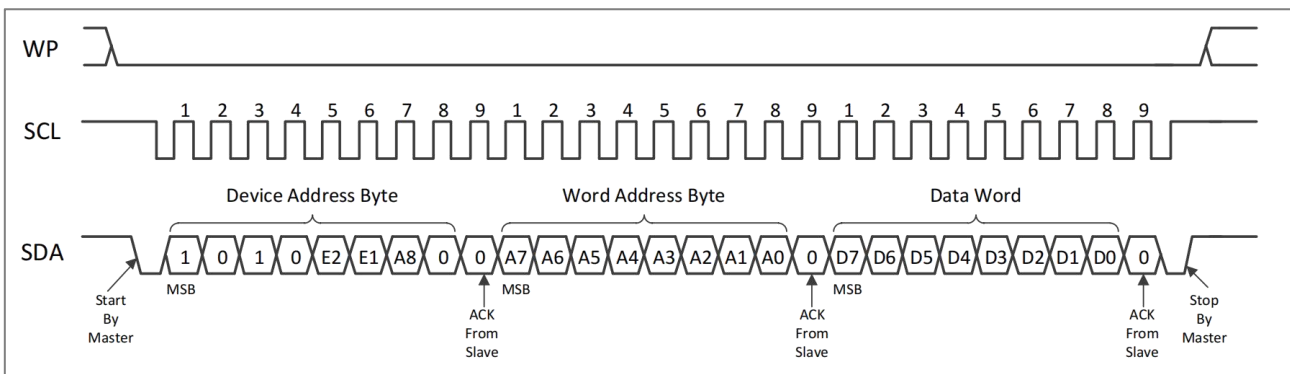 WP
1 2 3 4 5 6 7 8 9 1 2 3 4 5 6 7 8 9 1 2 3 4 5 6 7 8 9
SCL
Device Address Byte Word Address Byte Data Word
SDA 1 0 1 0 E2 E1 A8 0 0 A7 A6 A5 A4 A3 A2 A1 A0 0 D7 D6 D5 D4 D3 D2 D1 D0 0
MSB MSB MSB
Start
By
Master
ACK
From
Slave
ACK
From
Slave
ACK
From
Slave
Stop
By
Master